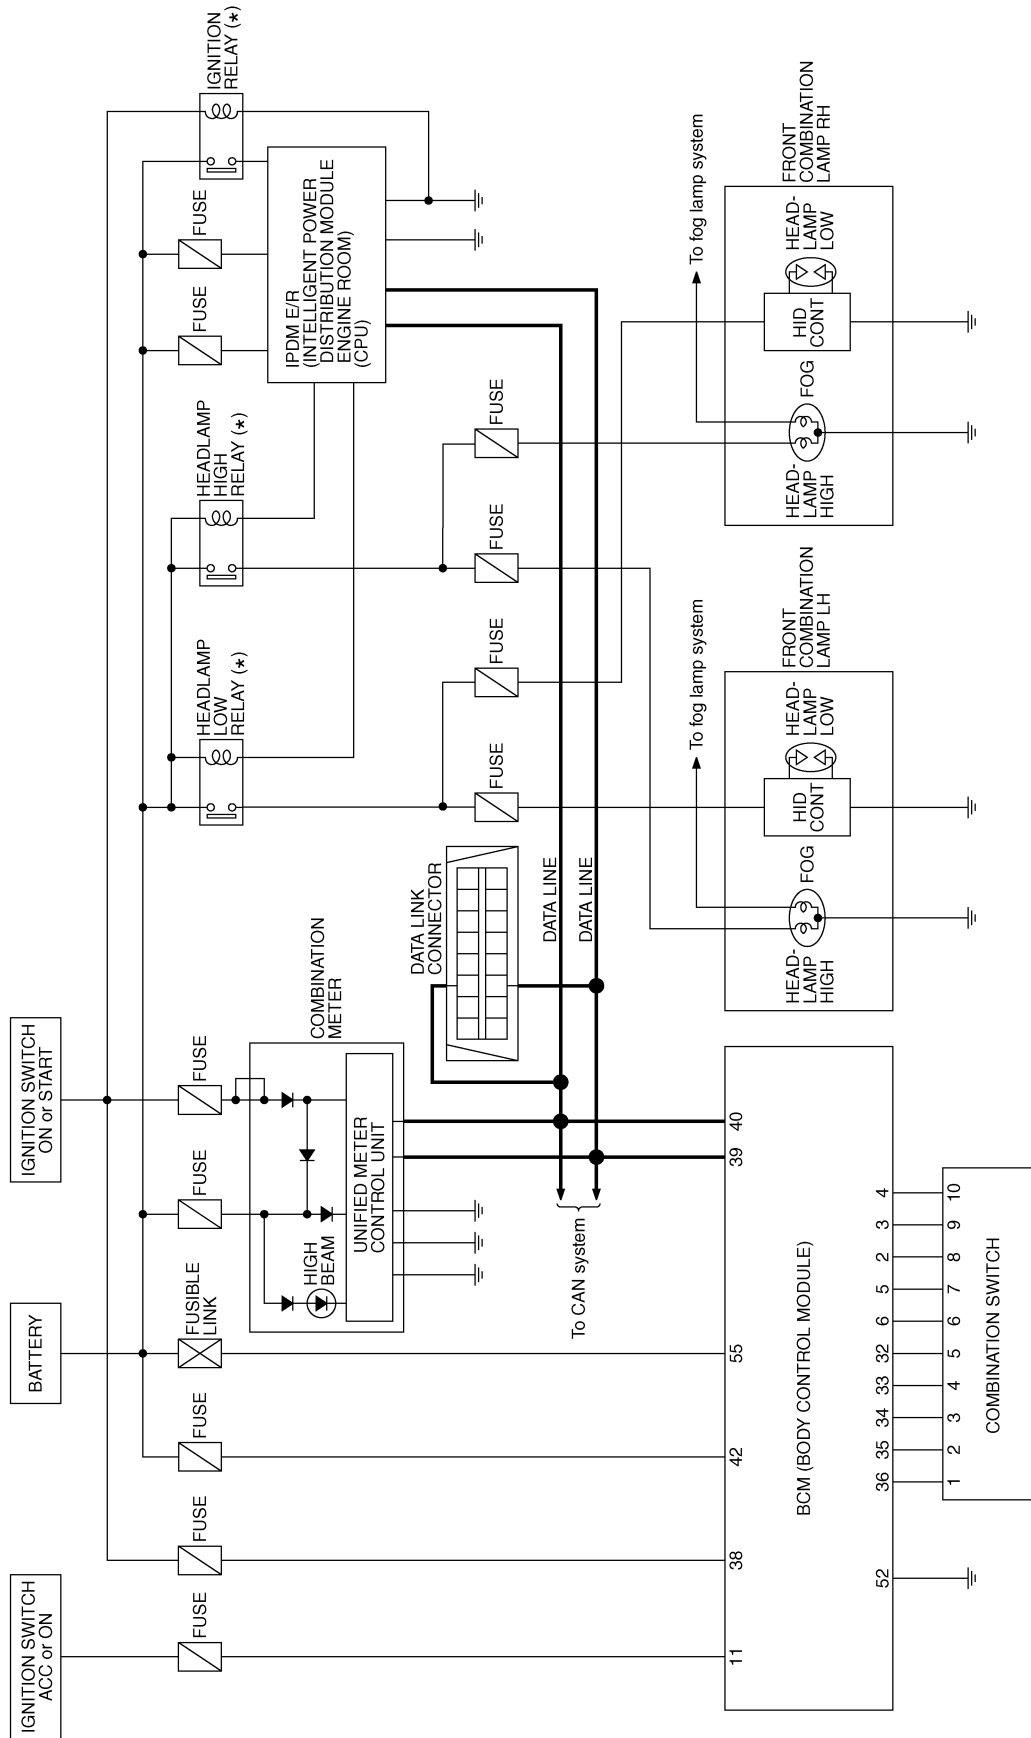 IGNITION SWITCH
ACC or ON
BATTERY
IGNITION SWITCH
ON or START
FUSE
FUSE
FUSE
FUSIBLE
LINK
FUSE
FUSE
HEADLAMP
LOW
RELAY (*)
HEADLAMP
HIGH
RELAY (*)
FUSE
FUSE
IGNITION
RELAY (*)
COMBINATION
METER
HIGH
BEAM
UNIFIED METER
CONTROL UNIT
IPDM E/R
(INTELLIGENT POWER
DISTRIBUTION MODULE
ENGINE ROOM)
(CPU)
DATA LINK
CONNECTOR
FUSE
FUSE
FUSE
FUSE
DATA LINE
DATA LINE
To CAN system
To fog lamp system
To fog lamp system
11
38
42
55
39
40
BCM (BODY CONTROL MODULE)
52
36
35
34
33
32
6
5
2
3
4
1
2
3
4
5
6
7
8
9
10
COMBINATION SWITCH
HEAD-
LAMP
HIGH
FOG
HID
CONT
HEAD-
LAMP
LOW
FRONT
COMBINATION
LAMP LH
HEAD-
LAMP
HIGH
FOG
HID
CONT
HEAD-
LAMP
LOW
FRONT
COMBINATION
LAMP RH